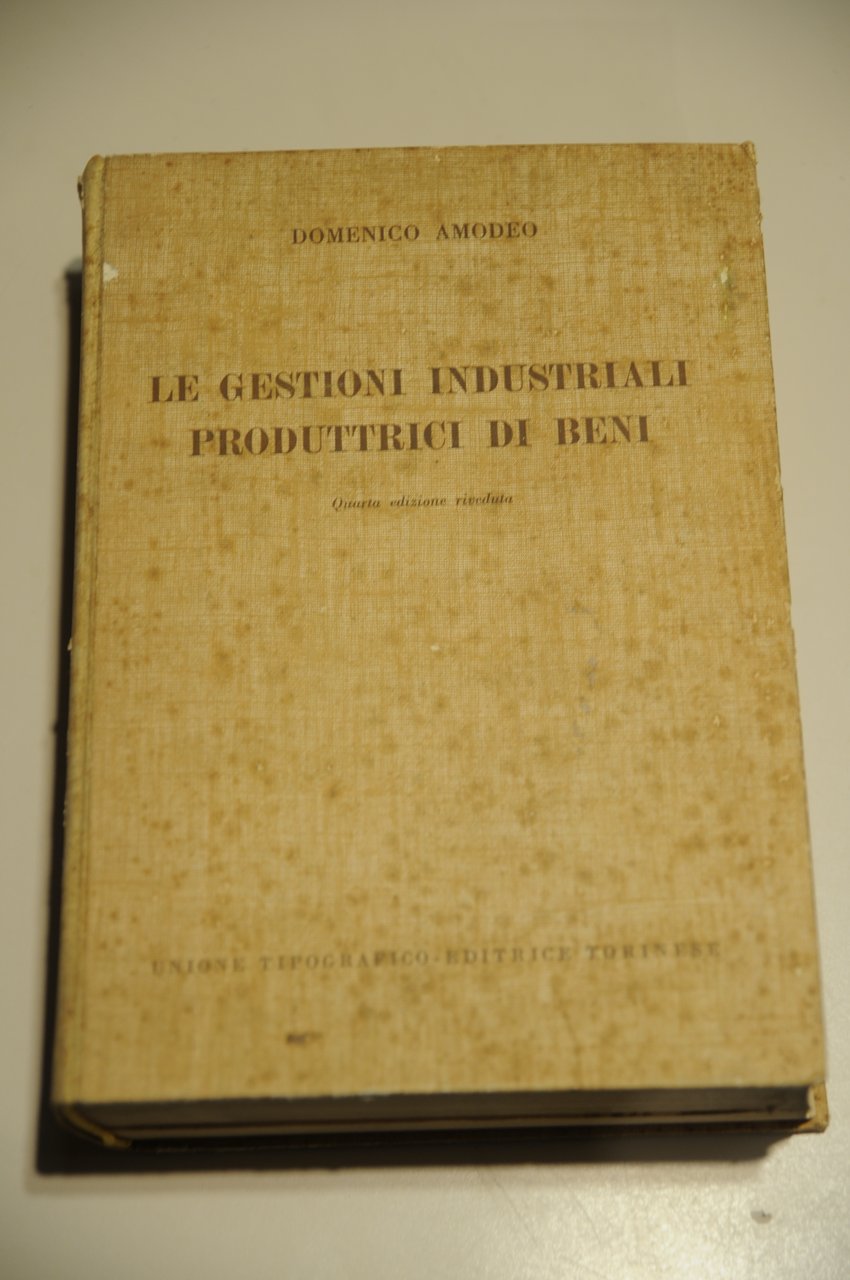 DOMENICO AMODEO
LE GESTIONI INDUSTRIALI
PRODUTTRICI DI BENI
Quarta edizione riveduta
UNIONE TIPOGRAFICO-EDITRICE TORINESE